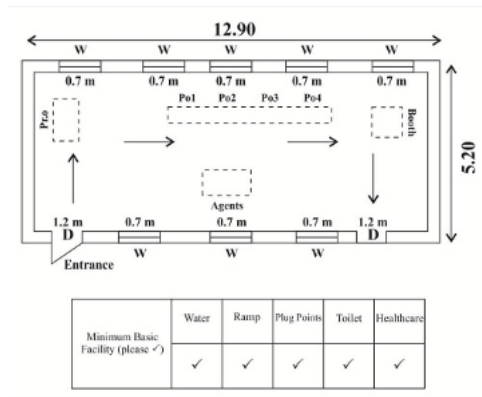 12.90
W W W W W
0.7 m 0.7 m 0.7 m 0.7 m 0.7 m
Po1 Po2 Po3 Po4
Pr.o
Booth
5.20
Agents
1.2 m 0.7 m 0.7 m 0.7 m 1.2 m
D D
W W W
Entrance
Minimum Basic
Facility (please ✓)
Water Ramp Plug Points Toilet Healthcare
✓ ✓ ✓ ✓ ✓